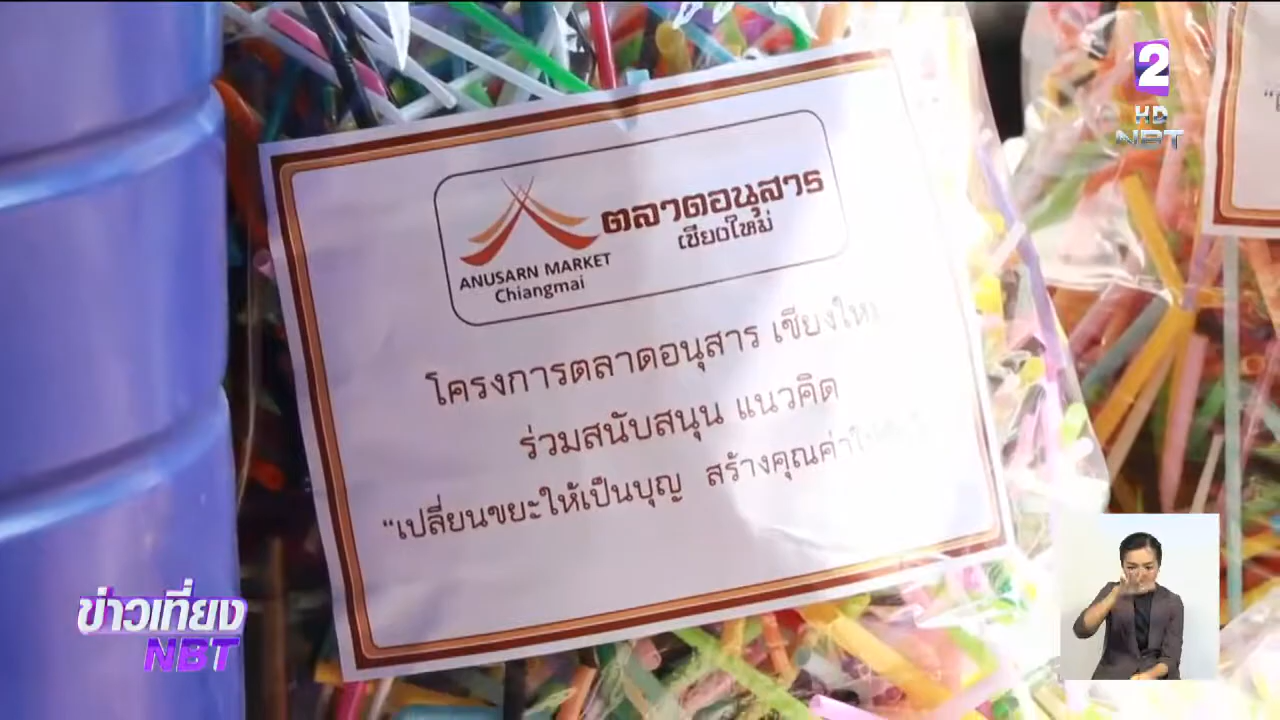 2
HD
NBT
ตลาดอนุสาร
เชียงใหม่
ANUSARN MARKET
Chiangmai
โครงการตลาดอนุสาร เชียงใหม่
ร่วมสนับสนุน แนวคิด
“เปลี่ยนขยะให้เป็นบุญ สร้างคุณค่า
ข่าวเที่ยง
NBT